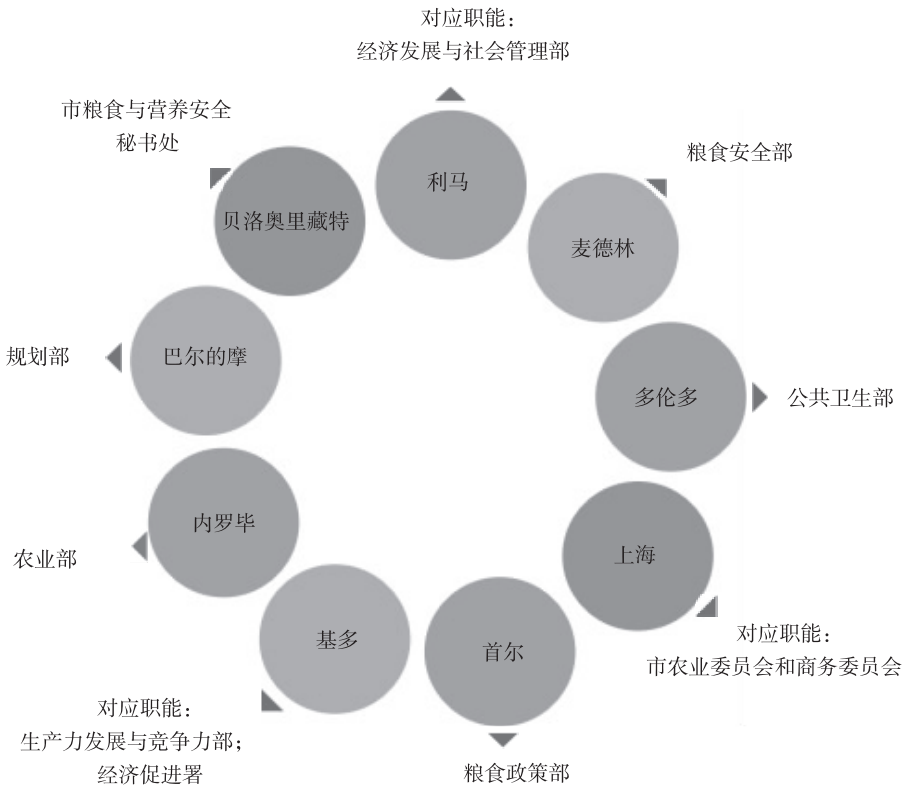 对应职能：
经济发展与社会管理部
利马
粮食安全部
麦德林
多伦多
公共卫生部
上海
对应职能：
市农业委员会和商务委员会
首尔
粮食政策部
基多
对应职能：
生产力发展与竞争力部；
经济促进署
内罗毕
农业部
巴尔的摩
规划部
市粮食与营养安全
秘书处
贝洛奥里藏特